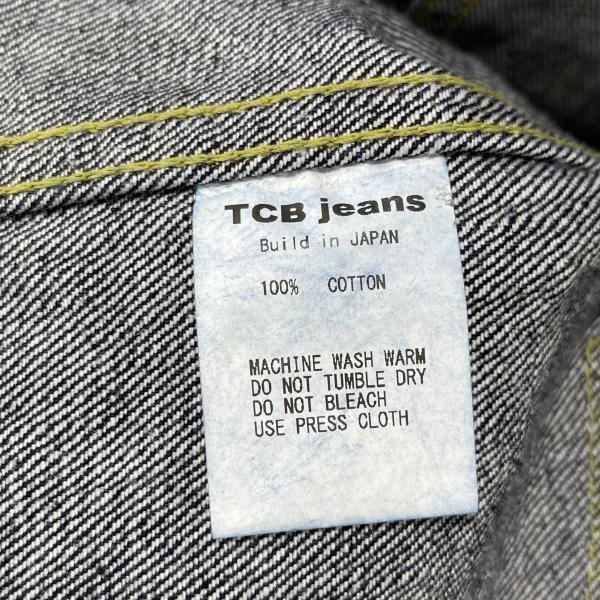 TCB jeans
Build in JAPAN
100% COTTON
MACHINE WASH WARM
DO NOT TUMBLE DRY
DO NOT BLEACH
USE PRESS CLOTH